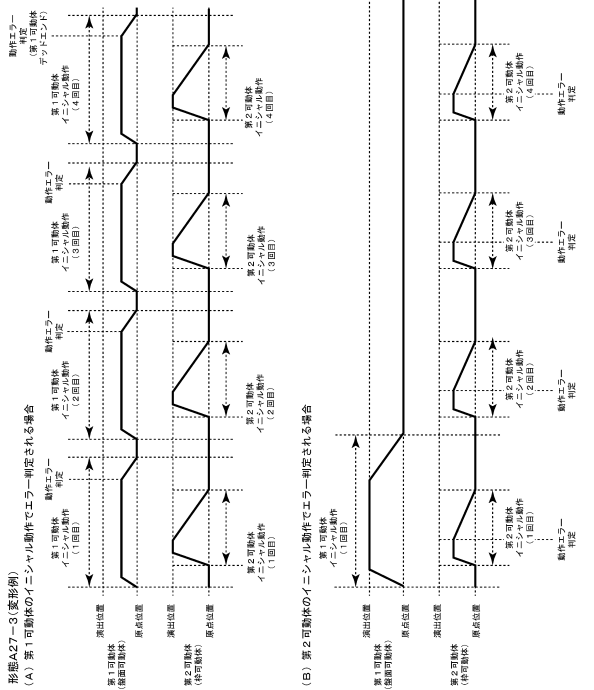 形態A27－3(変形例)
(A) 第1可動体のイニシャル動作でエラー判定される場合
第1可動体
イニシャル動作
(1回目)
動作エラー
判定
第1可動体
イニシャル動作
(2回目)
動作エラー
判定
第1可動体
イニシャル動作
(3回目)
動作エラー
判定
第1可動体
イニシャル動作
(4回目)
動作エラー
判定
(第1可動体
デッドエンド)
第1可動体
(盤面可動体)
演出位置
原点位置
第2可動体
(枠可動体)
演出位置
原点位置
第2可動体
イニシャル動作
(1回目)
第2可動体
イニシャル動作
(2回目)
第2可動体
イニシャル動作
(3回目)
第2可動体
イニシャル動作
(4回目)
(B) 第2可動体のイニシャル動作でエラー判定される場合
第1可動体
イニシャル動作
(1回目)
第1可動体
(盤面可動体)
演出位置
原点位置
第2可動体
(枠可動体)
演出位置
原点位置
第2可動体
イニシャル動作
(1回目)
動作エラー
判定
第2可動体
イニシャル動作
(2回目)
動作エラー
判定
第2可動体
イニシャル動作
(3回目)
動作エラー
判定
第2可動体
イニシャル動作
(4回目)
動作エラー
判定